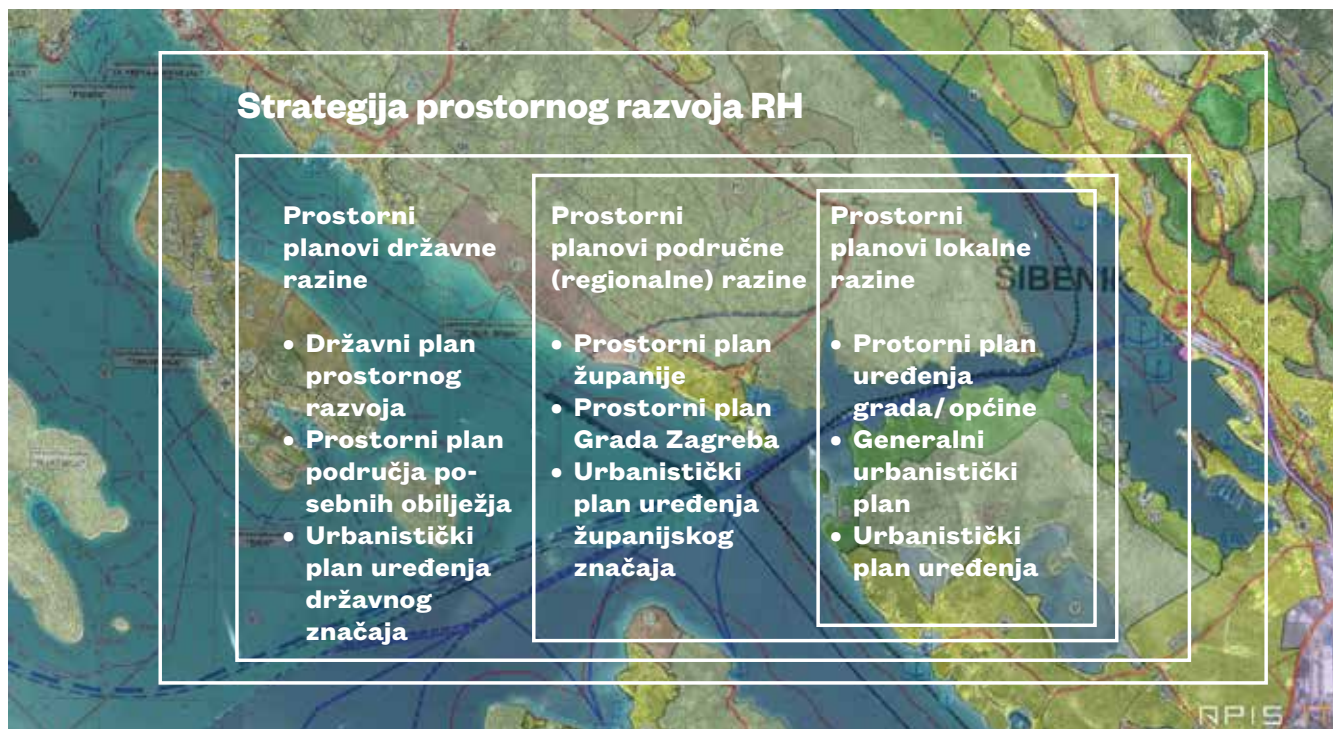 Strategija prostornog razvoja RH
Prostorni
planovi državne
razine
• Državni plan
prostornog
razvoja
• Prostorni plan
područja po-
sebnih obilježja
• Urbanistički
plan uređenja
državnog
značaja
Prostorni
planovi područne
(regionalne) razine
• Prostorni plan
županije
• Prostorni plan
Grada Zagreba
• Urbanistički
plan uređenja
županijskog
značaja
Prostorni
planovi lokalne
razine
• Protorni plan
uređenja
grada/općine
• Generalni
urbanistički
plan
• Urbanistički
plan uređenja
ŠIBENIK
APIS IT